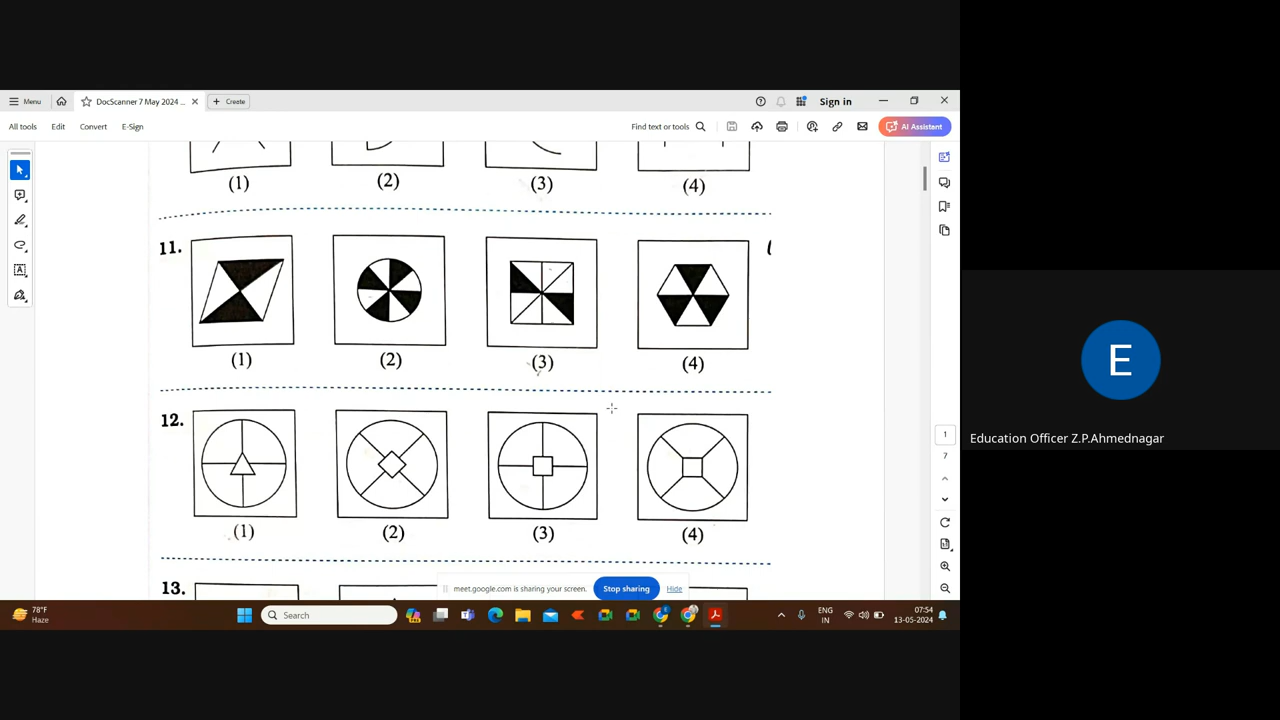 Menu
DocScanner 7 May 2024 ...
Create
Sign in
All tools
Edit
Convert
E-Sign
Find text or tools
AI Assistant
(1) (2) (3) (4)
11.
(1) (2) (3) (4)
12.
(1) (2) (3) (4)
13.
1
7
meet.google.com is sharing your screen.
Stop sharing
Hide
78°F
Haze
Search
ENG
IN
07:54
13-05-2024
E
Education Officer Z.P.Ahmednagar